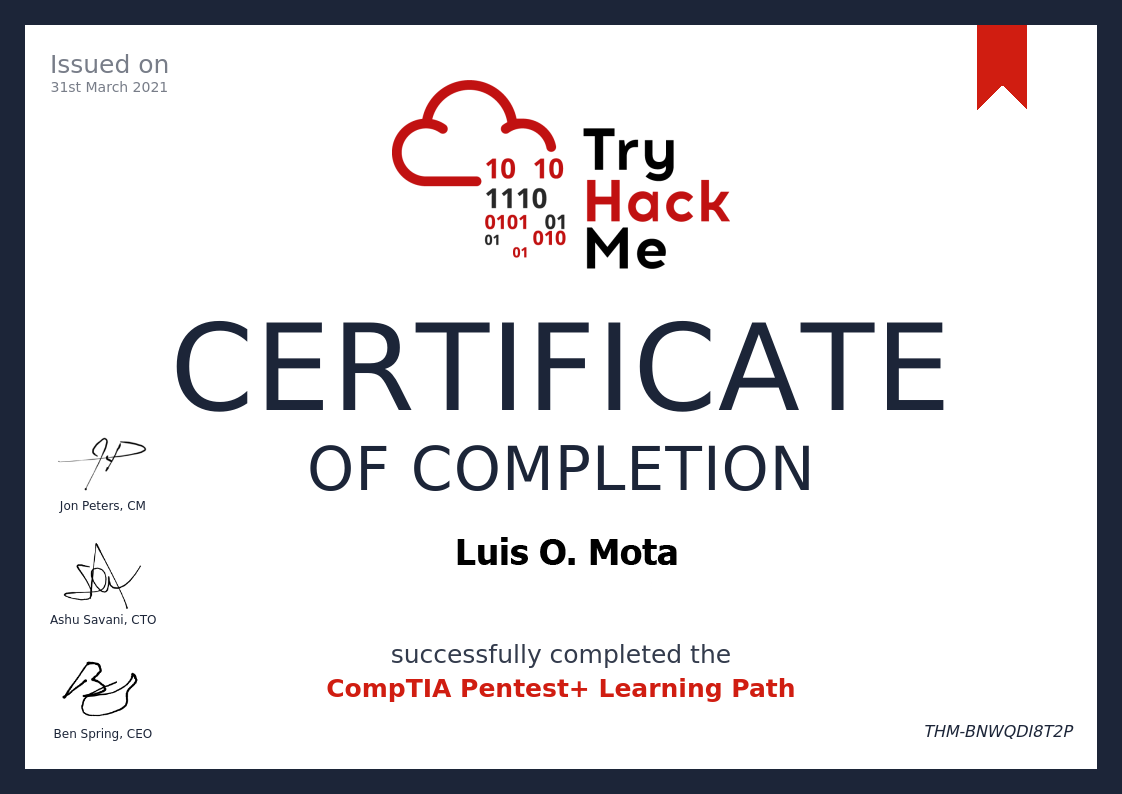 Issued on
31st March 2021
10 10
1110
0101 01
01 010
01
Try
Hack
Me
CERTIFICATE
OF COMPLETION
Jon Peters, CM
Luis O. Mota
Ashu Savani, CTO
successfully completed the
CompTIA Pentest+ Learning Path
Ben Spring, CEO
THM-BNWQDI8T2P